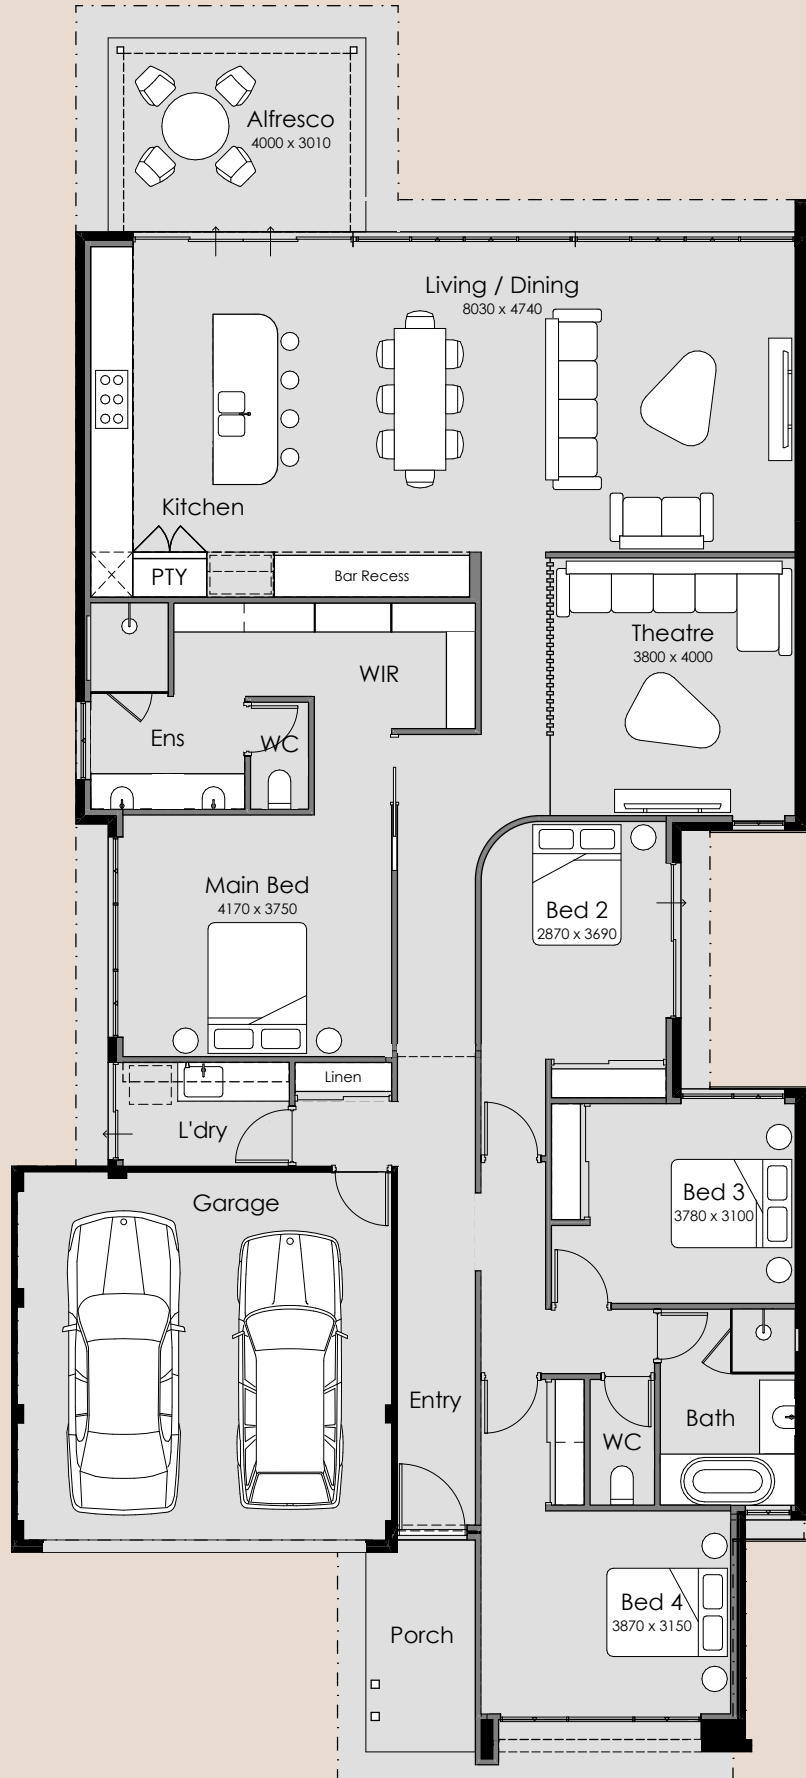 Alfresco
4000 x 3010
Living / Dining
8030 x 4740
Kitchen
PTY
Bar Recess
Theatre
3800 x 4000
WIR
Ens
WC
Main Bed
4170 x 3750
Bed 2
2870 x 3690
Linen
L'dry
Garage
Bed 3
3780 x 3100
Entry
Bath
WC
Bed 4
3870 x 3150
Porch